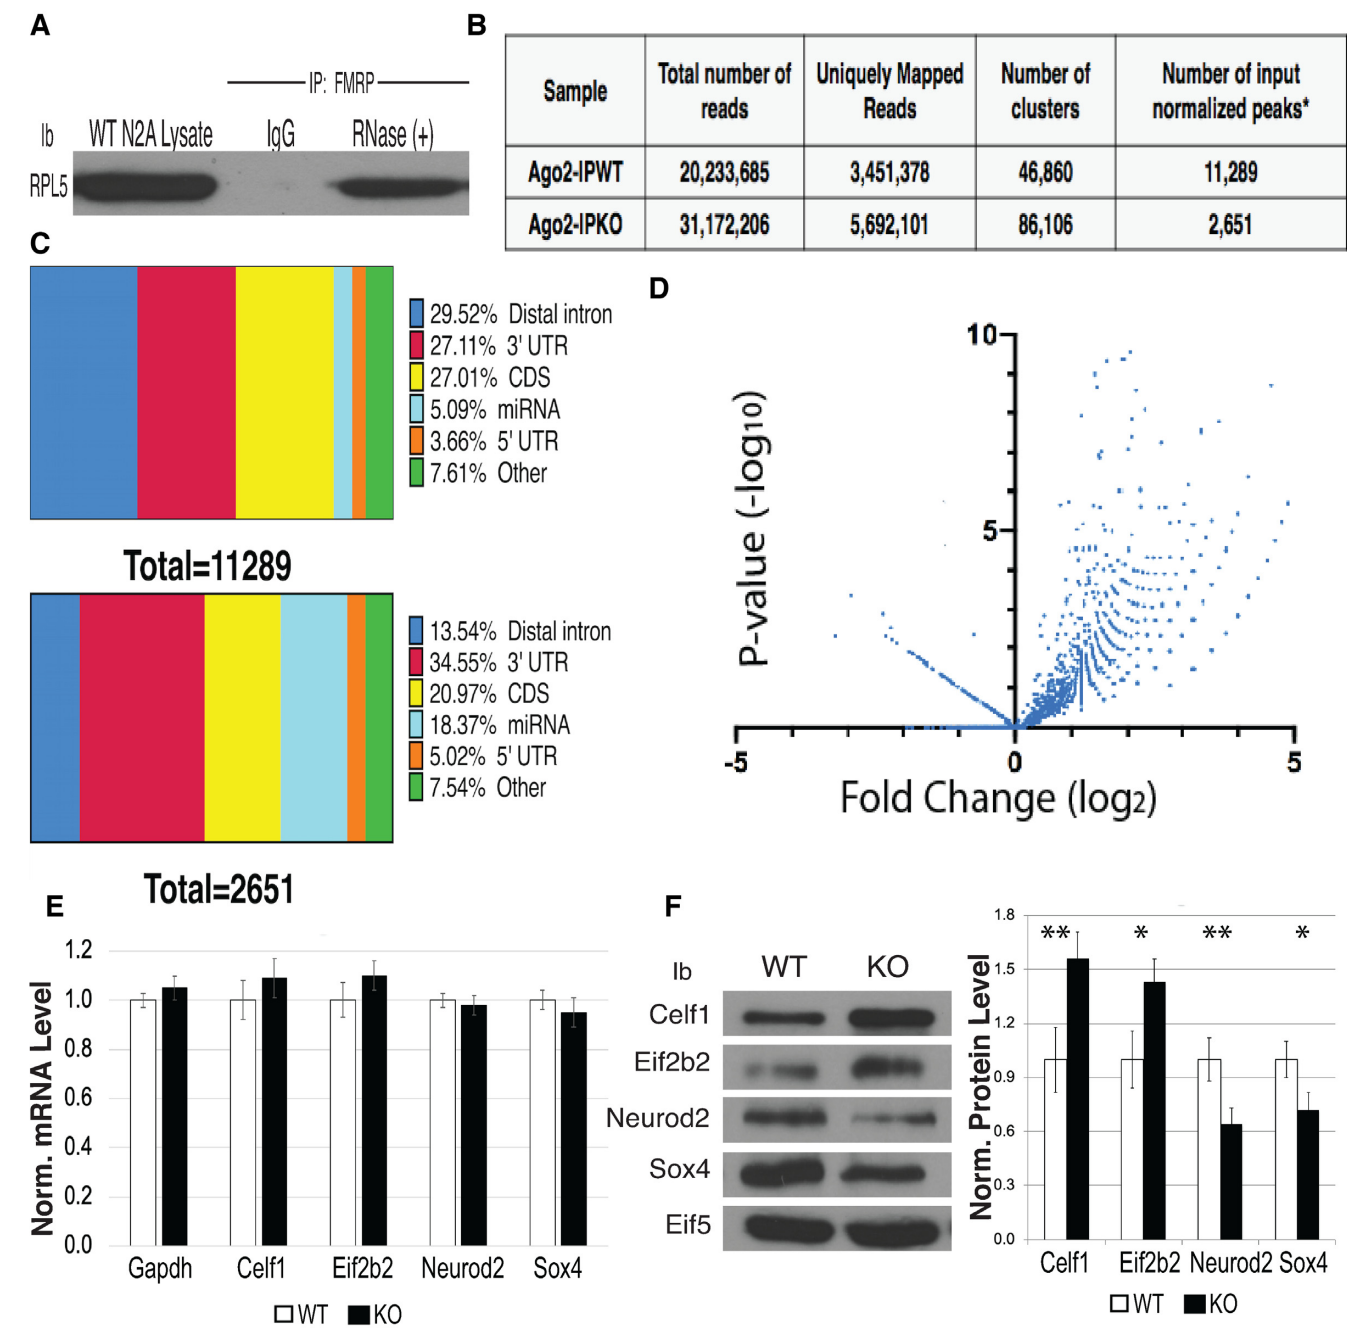 A
IP: FMRP
Ib WT N2A Lysate IgG RNase (+)
RPL5
B
Sample Total number of reads Uniquely Mapped Reads Number of clusters Number of input normalized peaks*
Ago2-IPWT 20,233,685 3,451,378 46,860 11,289
Ago2-IPKO 31,172,206 5,692,101 86,106 2,651
C
29.52% Distal intron
27.11% 3' UTR
27.01% CDS
5.09% miRNA
3.66% 5' UTR
7.61% Other
Total=11289
13.54% Distal intron
34.55% 3' UTR
20.97% CDS
18.37% miRNA
5.02% 5' UTR
7.54% Other
Total=2651
D
P-value (-log10)
10
5
-5 0 5
Fold Change (log2)
E
Norm. mRNA Level
1.2
1.0
0.8
0.6
0.4
0.2
0.0
Gapdh Celf1 Eif2b2 Neurod2 Sox4
WT KO
F
Ib WT KO
Celf1
Eif2b2
Neurod2
Sox4
Eif5
Norm. Protein Level
1.8
1.5
1.2
0.9
0.6
0.3
0.0
** * ** *
Celf1 Eif2b2 Neurod2 Sox4
WT KO